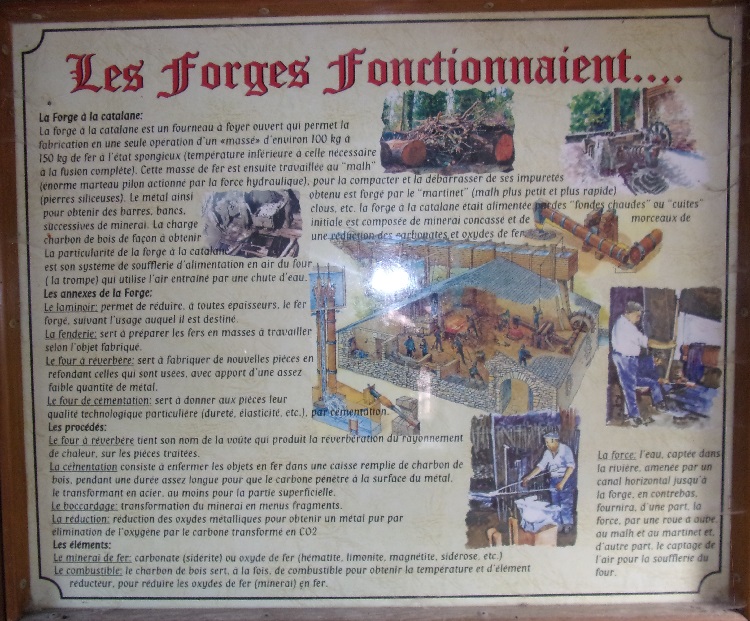 Les Forges Fonctionnaient....
La Forge à la catalane:
La forge à la catalane est un fourneau à foyer ouvert qui permet la
fabrication en une seule opération d'un «massé» d'environ 100 kg à
150 kg de fer à l'état spongieux (température inférieure à celle nécessaire
à la fusion complète). Cette masse de fer est ensuite travaillée au "malh"
(enorme marteau pilon actionné par la force hydraulique), pour la compacter et la débarrasser de ses impuretés
(pierres siliceuses). Le métal ainsi obtenu est forgé par le "martinet" (malh plus petit et plus rapide)
pour obtenir des barres, bancs, clous, etc. la forge à la catalane était alimentée par des "fondes chaudes" ou "cuites"
successives de minerai. La charge initiale est composée de minerai concassé et de morceaux de
charbon de bois de façon à obtenir une réduction des carbonates et oxydes de fer.
La particularité de la forge à la catalane
est son système de soufflerie d'alimentation en air du four
( la trompe) qui utilise l'air entraîné par une chute d'eau.
Les annexes de la Forge:
Le laminoir: permet de réduire, à toutes épaisseurs, le fer
forgé, suivant l'usage auquel il est destiné.
La fenderie: sert à préparer les fers en masses à travailler
selon l'objet fabriqué.
Le four à réverbère: sert à fabriquer de nouvelles pièces en
refondant celles qui sont usées, avec apport d'une assez
faible quantité de métal.
Le four de cémentation: sert à donner aux pièces leur
qualité technologique particulière (dureté, élasticité, etc.), par cémentation.
Les procédés:
Le four à réverbère tient son nom de la voûte qui produit la réverbération du rayonnement
de chaleur, sur les pièces traitées.
La cémentation consiste à enfermer les objets en fer dans une caisse remplie de charbon de
bois, pendant une durée assez longue pour que le carbone pénètre à la surface du métal,
le transformant en acier, au moins pour la partie superficielle.
Le boccardage: transformation du minerai en menus fragments.
La réduction: réduction des oxydes métalliques pour obtenir un métal pur par
élimination de l'oxygène par le carbone transformé en CO2
Les éléments:
Le minerai de fer: carbonate (sidérite) ou oxyde de fer (hématite, limonite, magnétite, sidérose, etc.)
Le combustible: le charbon de bois sert, à la fois, de combustible pour obtenir la température et d'élément
réducteur, pour réduire les oxydes de fer (minerai) en fer.
La force: l'eau, captée dans
la rivière, amenée par un
canal horizontal jusqu'à
la forge, en contrebas,
fournira, d'une part, la
force, par une roue à aube,
au malh et au martinet et,
d'autre part, le captage de
l'air pour la soufflerie du
four.